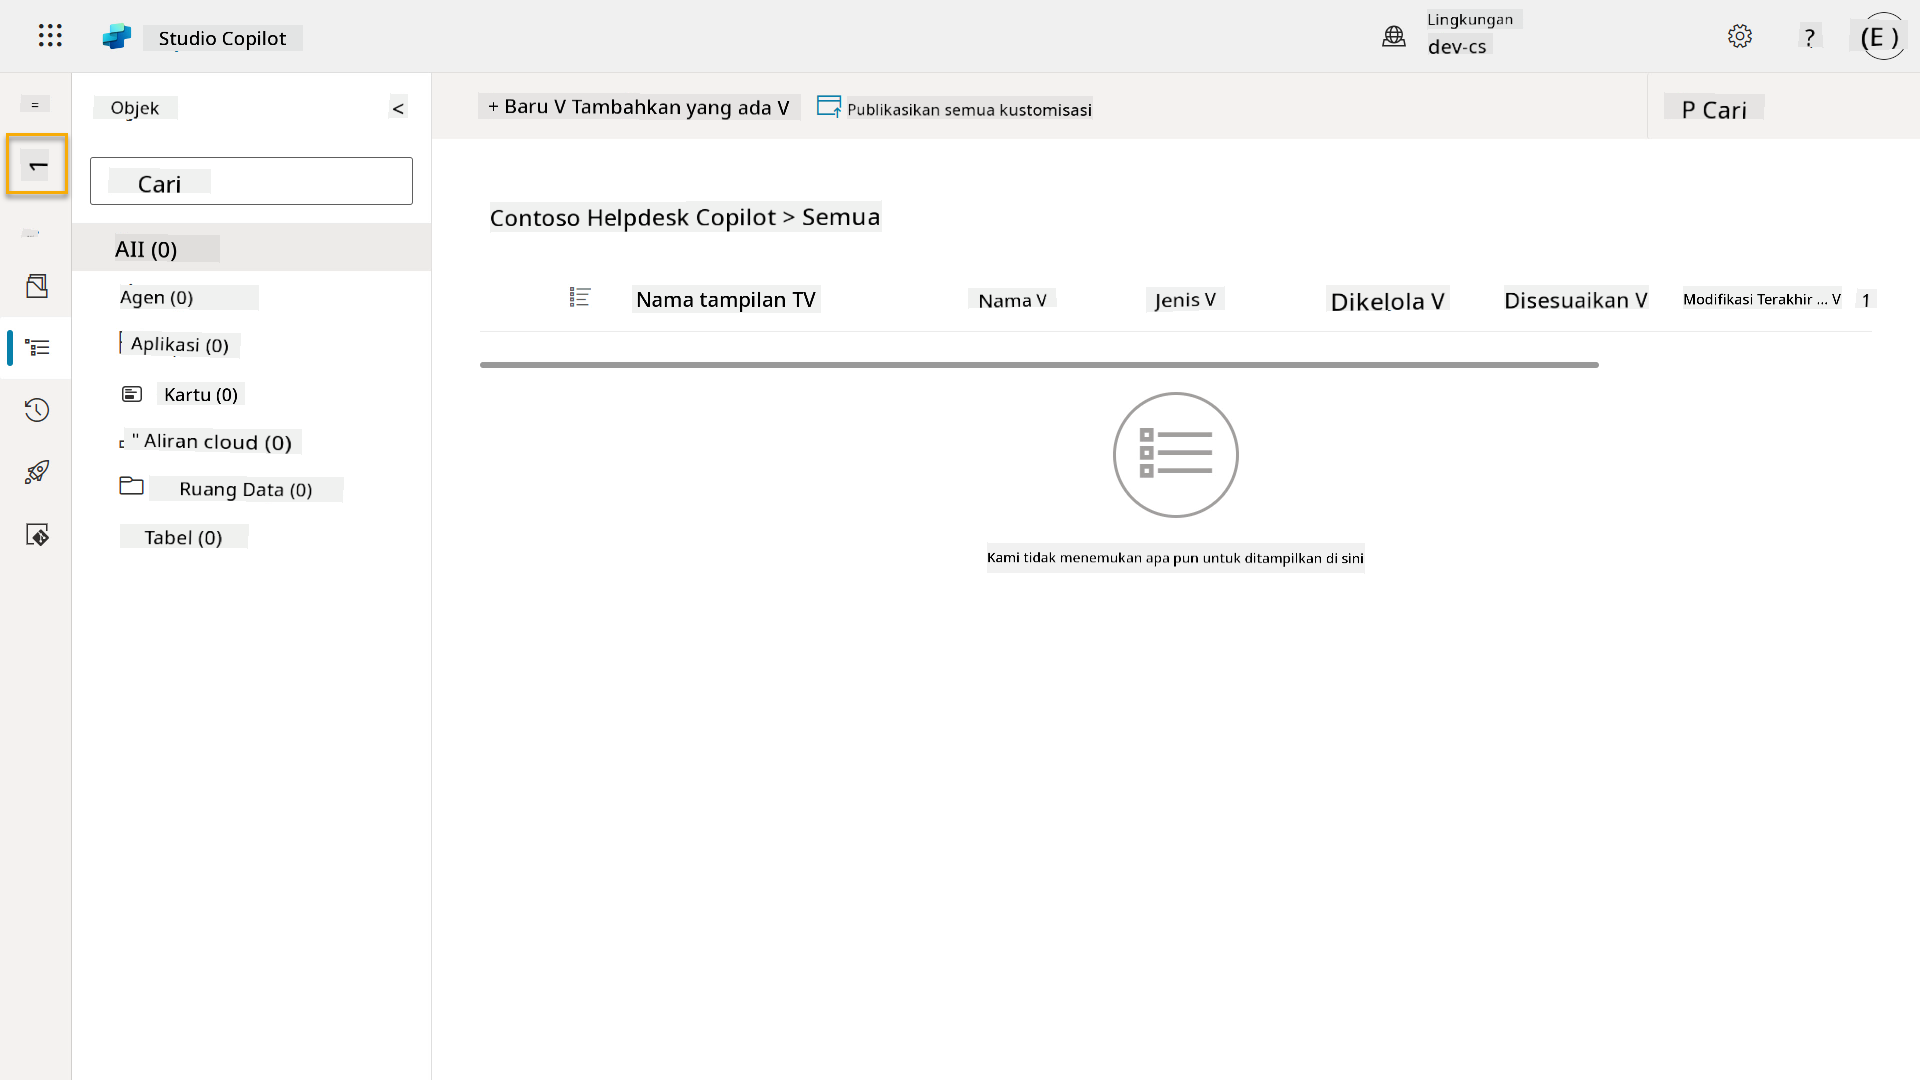 Studio Copilot
Lingkungan
dev-cs
?
(E )
=
Objek
<
+ Baru V Tambahkan yang ada V
Publikasikan semua kustomisasi
P Cari
1
Cari
Contoso Helpdesk Copilot > Semua
AII (0)
Agen (0)
Nama tampilan TV
Nama V
Jenis V
Dikelola V
Disesuaikan V
Modifikasi Terakhir ... V
1
Aplikasi (0)
Kartu (0)
" Aliran cloud (0)
Ruang Data (0)
Tabel (0)
Kami tidak menemukan apa pun untuk ditampilkan di sini